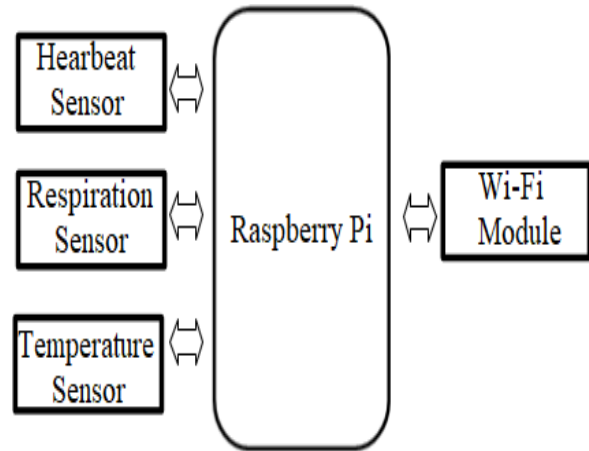 Hearbeat
Sensor
Respiration
Sensor
Temperature
Sensor
Raspberry Pi
Wi-Fi
Module